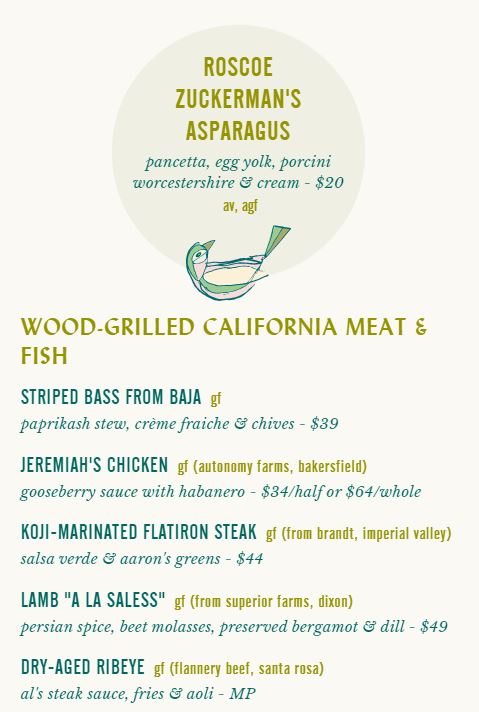 ROSCOE
ZUCKERMAN'S
ASPARAGUS
pancetta, egg yolk, porcini
worcestershire & cream - $20
av, agf
WOOD-GRILLED CALIFORNIA MEAT &
FISH
STRIPED BASS FROM BAJA gf
paprikash stew, crème fraiche & chives - $39
JEREMIAH'S CHICKEN gf (autonomy farms, bakersfield)
gooseberry sauce with habanero - $34/half or $64/whole
KOJI-MARINATED FLATIRON STEAK gf (from brandt, imperial valley)
salsa verde & aaron's greens - $44
LAMB "A LA SALESS" gf (from superior farms, dixon)
persian spice, beet molasses, preserved bergamot & dill - $49
DRY-AGED RIBEYE gf (flannery beef, santa rosa)
al's steak sauce, fries & aoli - MP